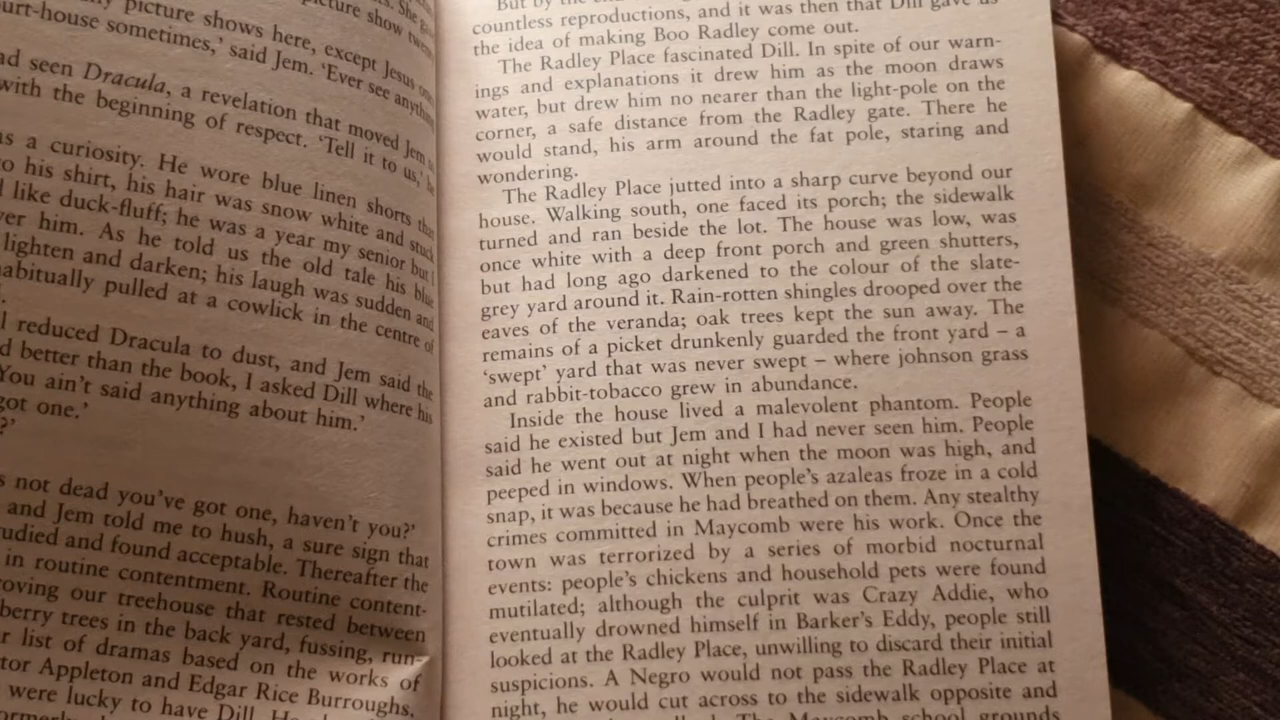 picture shows here, except Jesus
urt-house sometimes,' said Jem. 'Ever see anything
ad seen Dracula, a revelation that moved Jem
with the beginning of respect. 'Tell it to us,'
as a curiosity. He wore blue linen shorts that
o his shirt, his hair was snow white and stuck
like duck-fluff; he was a year my senior but I
ver him. As he told us the old tale his blue
lighten and darken; his laugh was sudden and
abitually pulled at a cowlick in the centre of
l reduced Dracula to dust, and Jem said the
d better than the book, I asked Dill where his
You ain't said anything about him.'
got one.'
?'
s not dead you've got one, haven't you?'
and Jem told me to hush, a sure sign that
udied and found acceptable. Thereafter the
in routine contentment. Routine content-
oving our treehouse that rested between
berry trees in the back yard, fussing, run-
r list of dramas based on the works of
tor Appleton and Edgar Rice Burroughs.
were lucky to have Dill.
But by the
countless reproductions, and it was then that Dill gave us
the idea of making Boo Radley come out.
The Radley Place fascinated Dill. In spite of our warn-
ings and explanations it drew him as the moon draws
water, but drew him no nearer than the light-pole on the
corner, a safe distance from the Radley gate. There he
would stand, his arm around the fat pole, staring and
wondering.
The Radley Place jutted into a sharp curve beyond our
house. Walking south, one faced its porch; the sidewalk
turned and ran beside the lot. The house was low, was
once white with a deep front porch and green shutters,
but had long ago darkened to the colour of the slate-
grey yard around it. Rain-rotten shingles drooped over the
eaves of the veranda; oak trees kept the sun away. The
remains of a picket drunkenly guarded the front yard – a
'swept' yard that was never swept – where johnson grass
and rabbit-tobacco grew in abundance.
Inside the house lived a malevolent phantom. People
said he existed but Jem and I had never seen him. People
said he went out at night when the moon was high, and
peeped in windows. When people's azaleas froze in a cold
snap, it was because he had breathed on them. Any stealthy
crimes committed in Maycomb were his work. Once the
town was terrorized by a series of morbid nocturnal
events: people's chickens and household pets were found
mutilated; although the culprit was Crazy Addie, who
eventually drowned himself in Barker's Eddy, people still
looked at the Radley Place, unwilling to discard their initial
suspicions. A Negro would not pass the Radley Place at
night, he would cut across to the sidewalk opposite and
The Maycomb school grounds